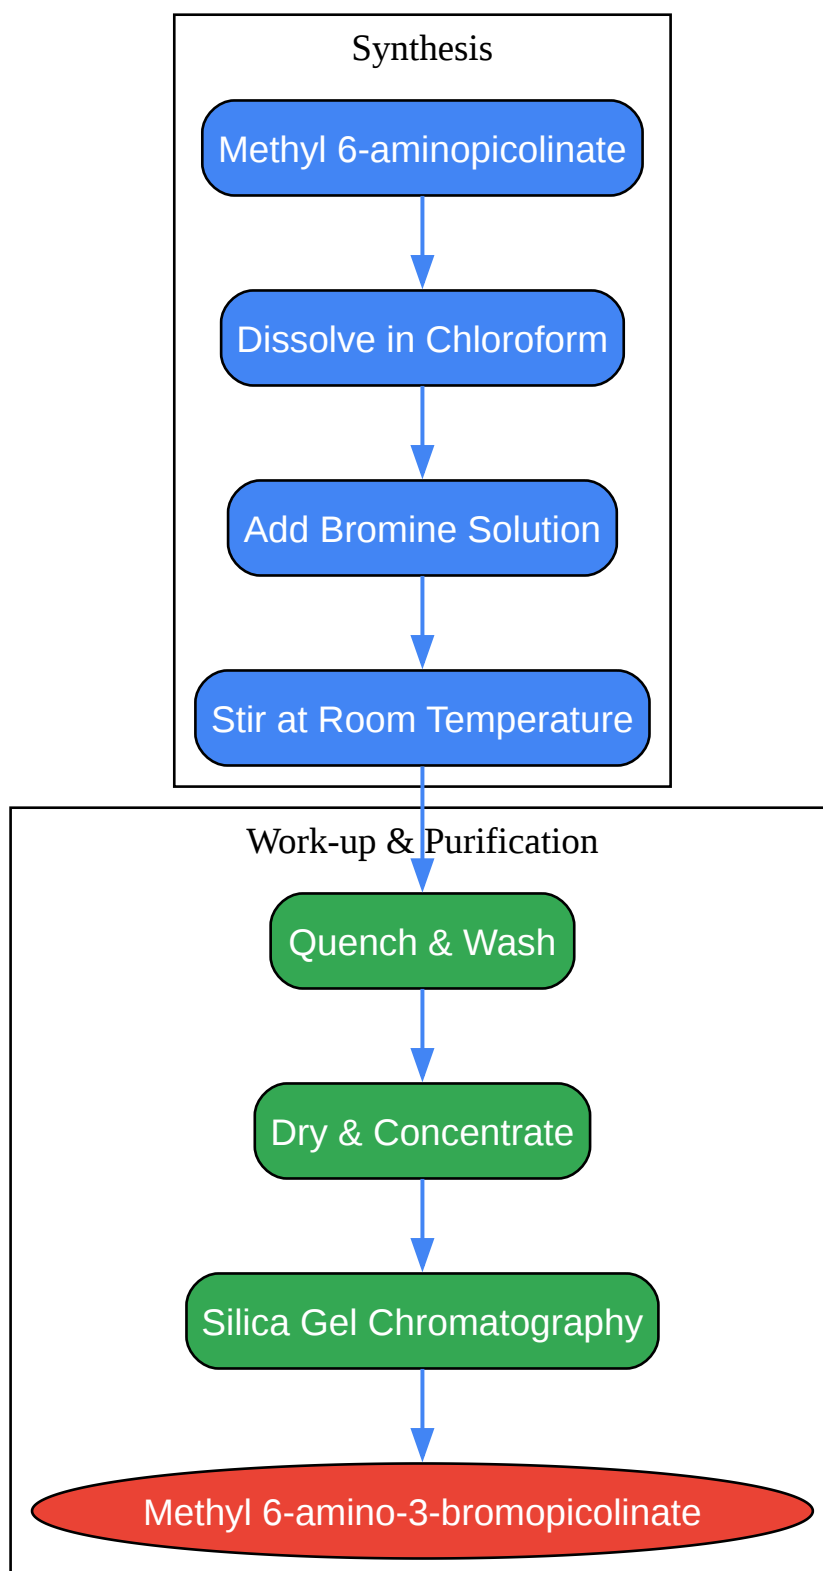 Synthesis
Methyl 6-aminopicolinate
Dissolve in Chloroform
Add Bromine Solution
Stir at Room Temperature
Work-up & Purification
Quench & Wash
Dry & Concentrate
Silica Gel Chromatography
Methyl 6-amino-3-bromopicolinate